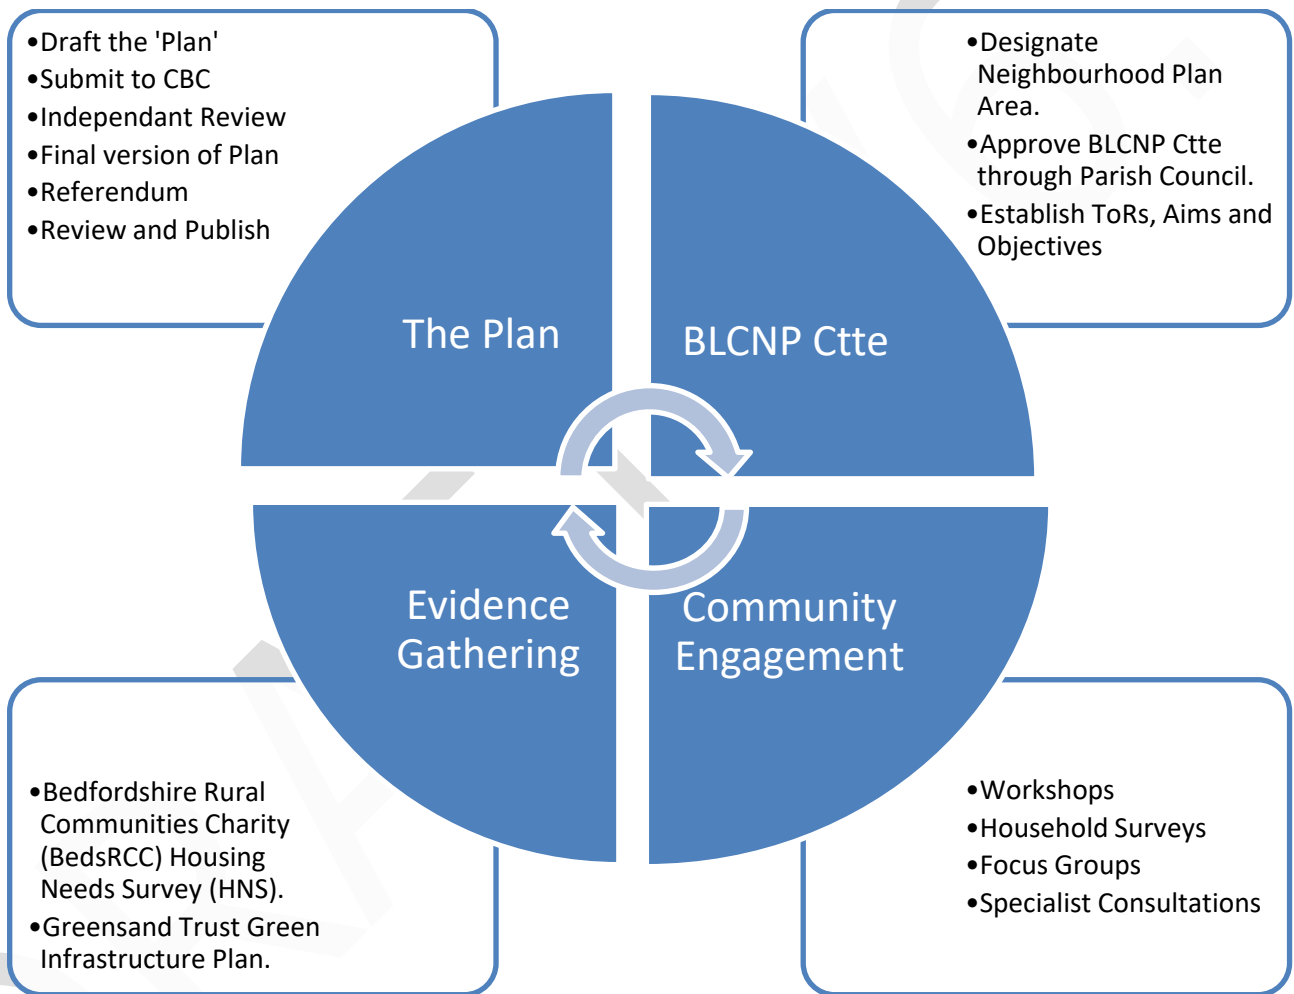 •Draft the 'Plan'
•Submit to CBC
•Independant Review
•Final version of Plan
•Referendum
•Review and Publish
•Designate
Neighbourhood Plan
Area.
•Approve BLCNP Ctte
through Parish Council.
•Establish ToRs, Aims and
Objectives
The Plan
BLCNP Ctte
Evidence
Gathering
Community
Engagement
•Bedfordshire Rural
Communities Charity
(BedsRCC) Housing
Needs Survey (HNS).
•Greensand Trust Green
Infrastructure Plan.
•Workshops
•Household Surveys
•Focus Groups
•Specialist Consultations